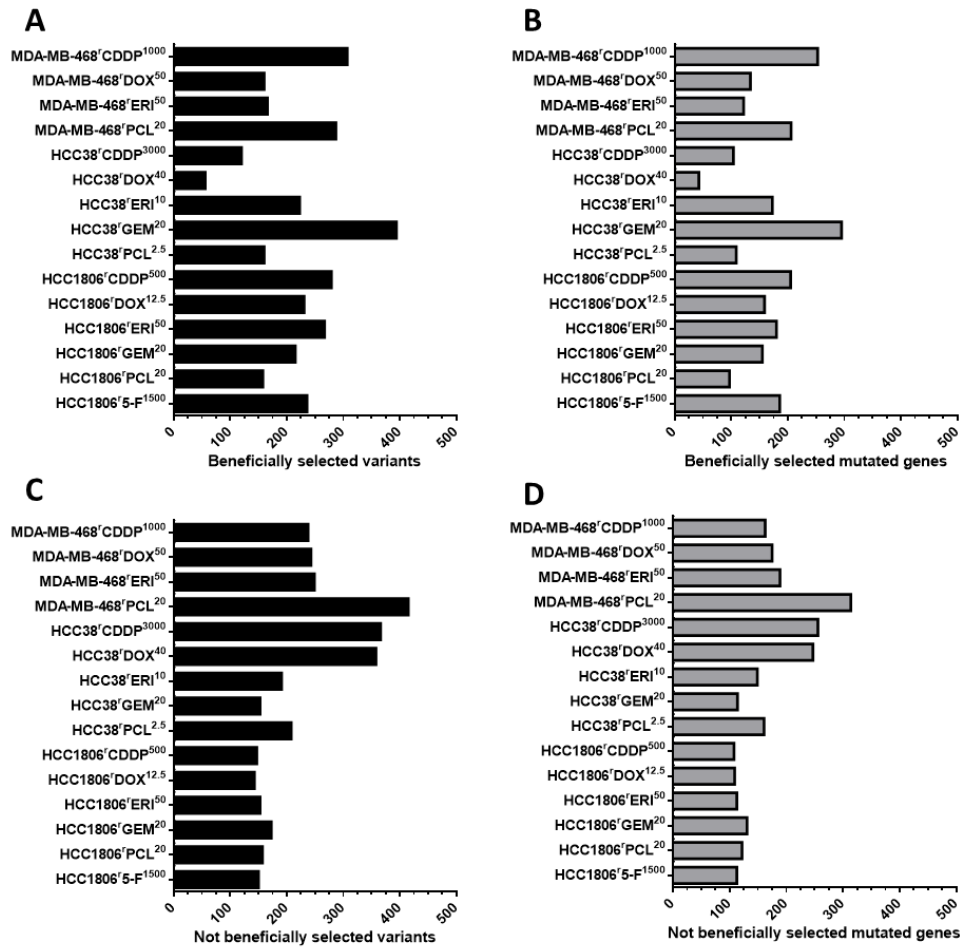 A
MDA-MB-468ʳCDDP¹⁰⁰⁰
MDA-MB-468ʳDOX⁵⁰
MDA-MB-468ʳERI⁵⁰
MDA-MB-468ʳPCL²⁰
HCC38ʳCDDP³⁰⁰⁰
HCC38ʳDOX⁴⁰
HCC38ʳERI¹⁰
HCC38ʳGEM²⁰
HCC38ʳPCL²·⁵
HCC1806ʳCDDP⁵⁰⁰
HCC1806ʳDOX¹²·⁵
HCC1806ʳERI⁵⁰
HCC1806ʳGEM²⁰
HCC1806ʳPCL²⁰
HCC1806ʳ5-F¹⁵⁰⁰
0 100 200 300 400 500
Beneficially selected variants
B
MDA-MB-468ʳCDDP¹⁰⁰⁰
MDA-MB-468ʳDOX⁵⁰
MDA-MB-468ʳERI⁵⁰
MDA-MB-468ʳPCL²⁰
HCC38ʳCDDP³⁰⁰⁰
HCC38ʳDOX⁴⁰
HCC38ʳERI¹⁰
HCC38ʳGEM²⁰
HCC38ʳPCL²·⁵
HCC1806ʳCDDP⁵⁰⁰
HCC1806ʳDOX¹²·⁵
HCC1806ʳERI⁵⁰
HCC1806ʳGEM²⁰
HCC1806ʳPCL²⁰
HCC1806ʳ5-F¹⁵⁰⁰
0 100 200 300 400 500
Beneficially selected mutated genes
C
MDA-MB-468ʳCDDP¹⁰⁰⁰
MDA-MB-468ʳDOX⁵⁰
MDA-MB-468ʳERI⁵⁰
MDA-MB-468ʳPCL²⁰
HCC38ʳCDDP³⁰⁰⁰
HCC38ʳDOX⁴⁰
HCC38ʳERI¹⁰
HCC38ʳGEM²⁰
HCC38ʳPCL²·⁵
HCC1806ʳCDDP⁵⁰⁰
HCC1806ʳDOX¹²·⁵
HCC1806ʳERI⁵⁰
HCC1806ʳGEM²⁰
HCC1806ʳPCL²⁰
HCC1806ʳ5-F¹⁵⁰⁰
0 100 200 300 400 500
Not beneficially selected variants
D
MDA-MB-468ʳCDDP¹⁰⁰⁰
MDA-MB-468ʳDOX⁵⁰
MDA-MB-468ʳERI⁵⁰
MDA-MB-468ʳPCL²⁰
HCC38ʳCDDP³⁰⁰⁰
HCC38ʳDOX⁴⁰
HCC38ʳERI¹⁰
HCC38ʳGEM²⁰
HCC38ʳPCL²·⁵
HCC1806ʳCDDP⁵⁰⁰
HCC1806ʳDOX¹²·⁵
HCC1806ʳERI⁵⁰
HCC1806ʳGEM²⁰
HCC1806ʳPCL²⁰
HCC1806ʳ5-F¹⁵⁰⁰
0 100 200 300 400 500
Not beneficially selected mutated genes